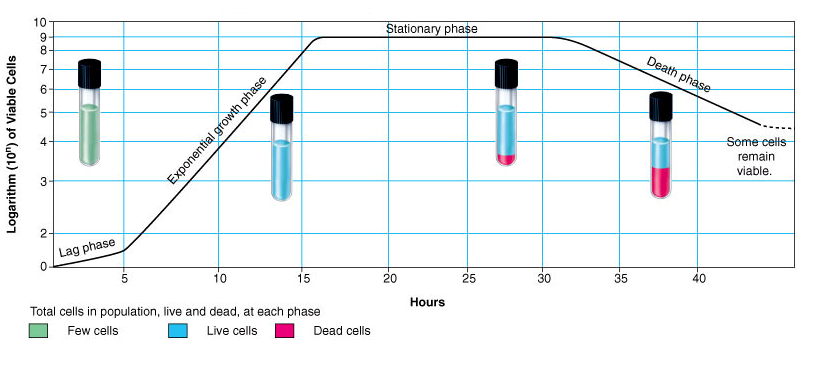 Logarithm (10ⁿ) of Viable Cells
10
9
8
7
6
5
4
3
2
0
Lag phase
Exponential growth phase
Stationary phase
Death phase
Some cells
remain
viable.
5 10 15 20 25 30 35 40
Hours
Total cells in population, live and dead, at each phase
Few cells Live cells Dead cells